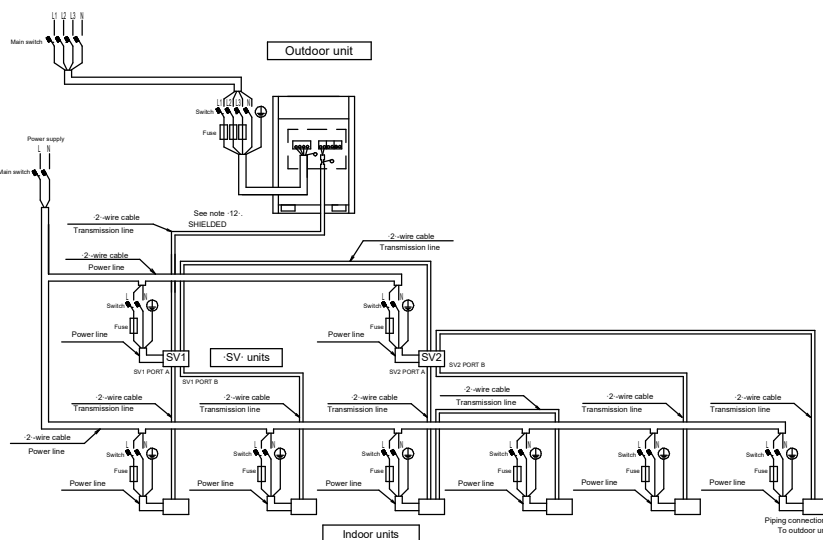 L1 L2 L3 N
Main switch
Outdoor unit
L1 L2 L3 N
Switch
Fuse
Power supply
L N
Main switch
See note ·12·.
SHIELDED
·2·-wire cable
Transmission line
·2·-wire cable
Transmission line
·2·-wire cable
Power line
L N
Switch
Fuse
Power line
L N
Switch
Fuse
Power line
SV1
·SV· units
SV2
SV1 PORT A
SV1 PORT B
SV2 PORT A
SV2 PORT B
·2·-wire cable
Transmission line
·2·-wire cable
Transmission line
·2·-wire cable
Transmission line
·2·-wire cable
Transmission line
·2·-wire cable
Transmission line
·2·-wire cable
Transmission line
·2·-wire cable
Power line
L N
Switch
Fuse
Power line
L N
Switch
Fuse
Power line
L N
Switch
Fuse
Power line
L N
Switch
Fuse
Power line
L N
Switch
Fuse
Power line
L N
Switch
Fuse
Power line
Indoor units
Piping connection
To outdoor